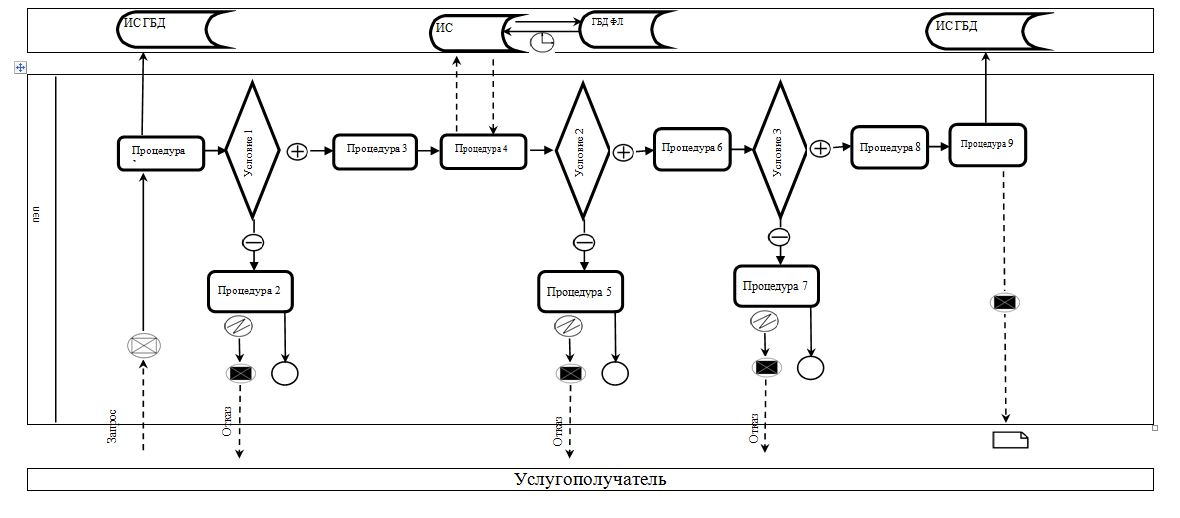 ИС ГБД
ИС
ГБД ФЛ
ИС ГБД
Процедура
Условие 1
Процедура 3
Процедура 4
Условие 2
Процедура 6
Условие 3
Процедура 8
Процедура 9
пэп
Процедура 2
Процедура 5
Процедура 7
Запрос
Отказ
Отказ
Отказ
Услугополучатель